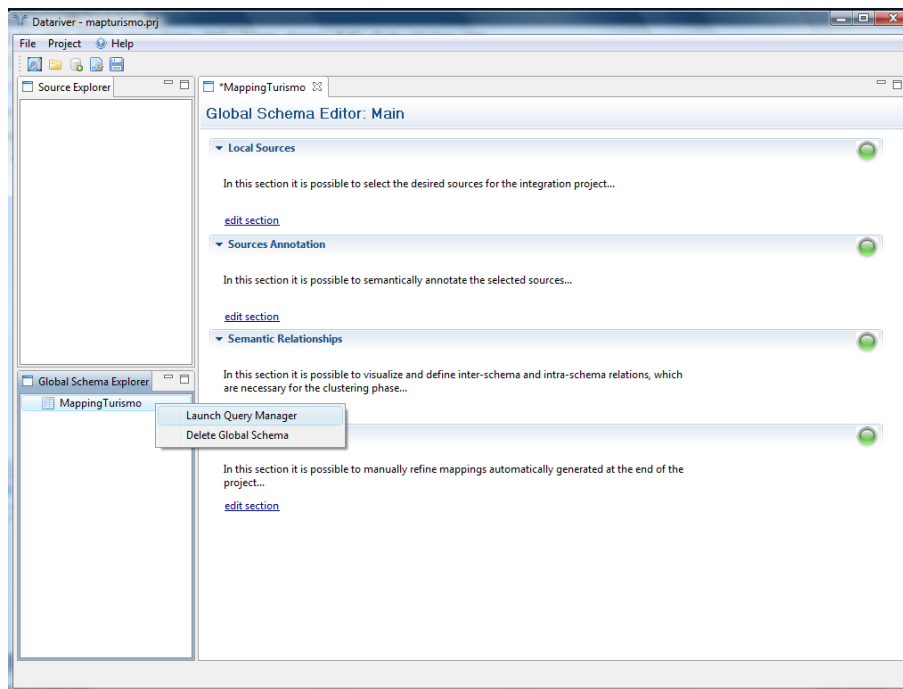 Datariver - mapturismo.prj
File Project Help
Source Explorer
*MappingTurismo
Global Schema Editor: Main
Local Sources
In this section it is possible to select the desired sources for the integration project...
edit section
Sources Annotation
In this section it is possible to semantically annotate the selected sources...
edit section
Semantic Relationships
In this section it is possible to visualize and define inter-schema and intra-schema relations, which
are necessary for the clustering phase...
Global Schema Explorer
MappingTurismo
Launch Query Manager
Delete Global Schema
In this section it is possible to manually refine mappings automatically generated at the end of the
project...
edit section